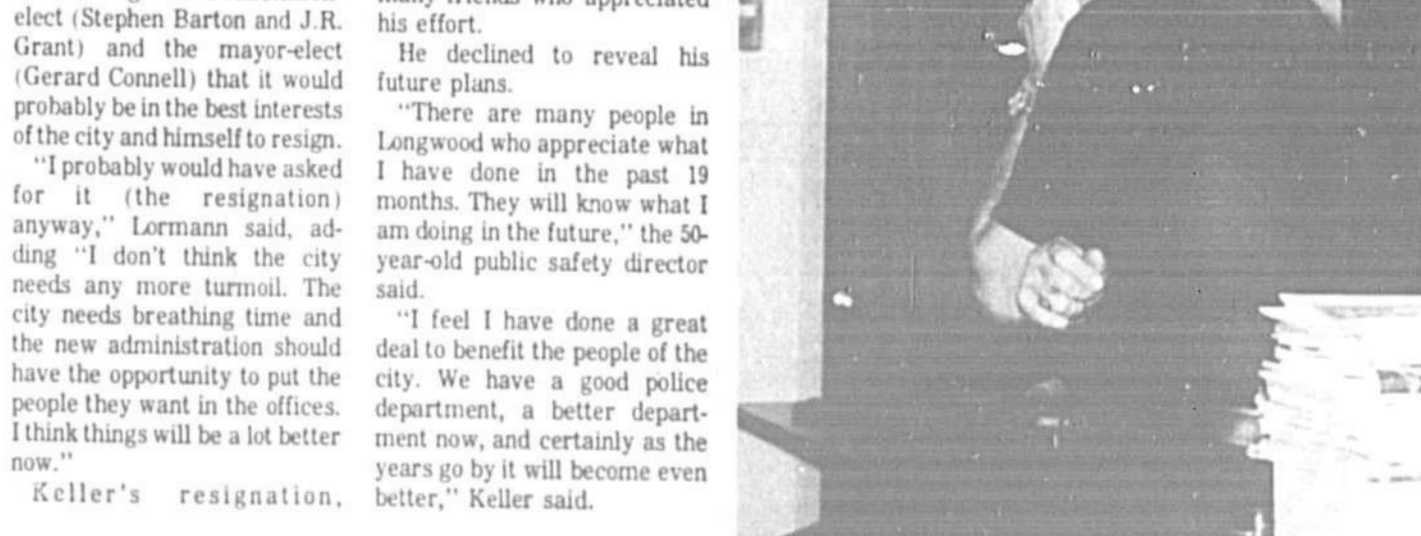 elect (Stephen Barton and J.R.
Grant) and the mayor-elect
(Gerard Connell) that it would
probably be in the best interests
of the city and himself to resign.
"I probably would have asked
for it (the resignation)
anyway," Lormann said, ad-
ding "I don't think the city
needs any more turmoil. The
city needs breathing time and
the new administration should
have the opportunity to put the
people they want in the offices.
I think things will be a lot better
now."
Keller's resignation,
many friends who appreciated
his effort.
He declined to reveal his
future plans.
"There are many people in
Longwood who appreciate what
I have done in the past 19
months. They will know what I
am doing in the future," the 50-
year-old public safety director
said.
"I feel I have done a great
deal to benefit the people of the
city. We have a good police
department, a better depart-
ment now, and certainly as the
years go by it will become even
better," Keller said.